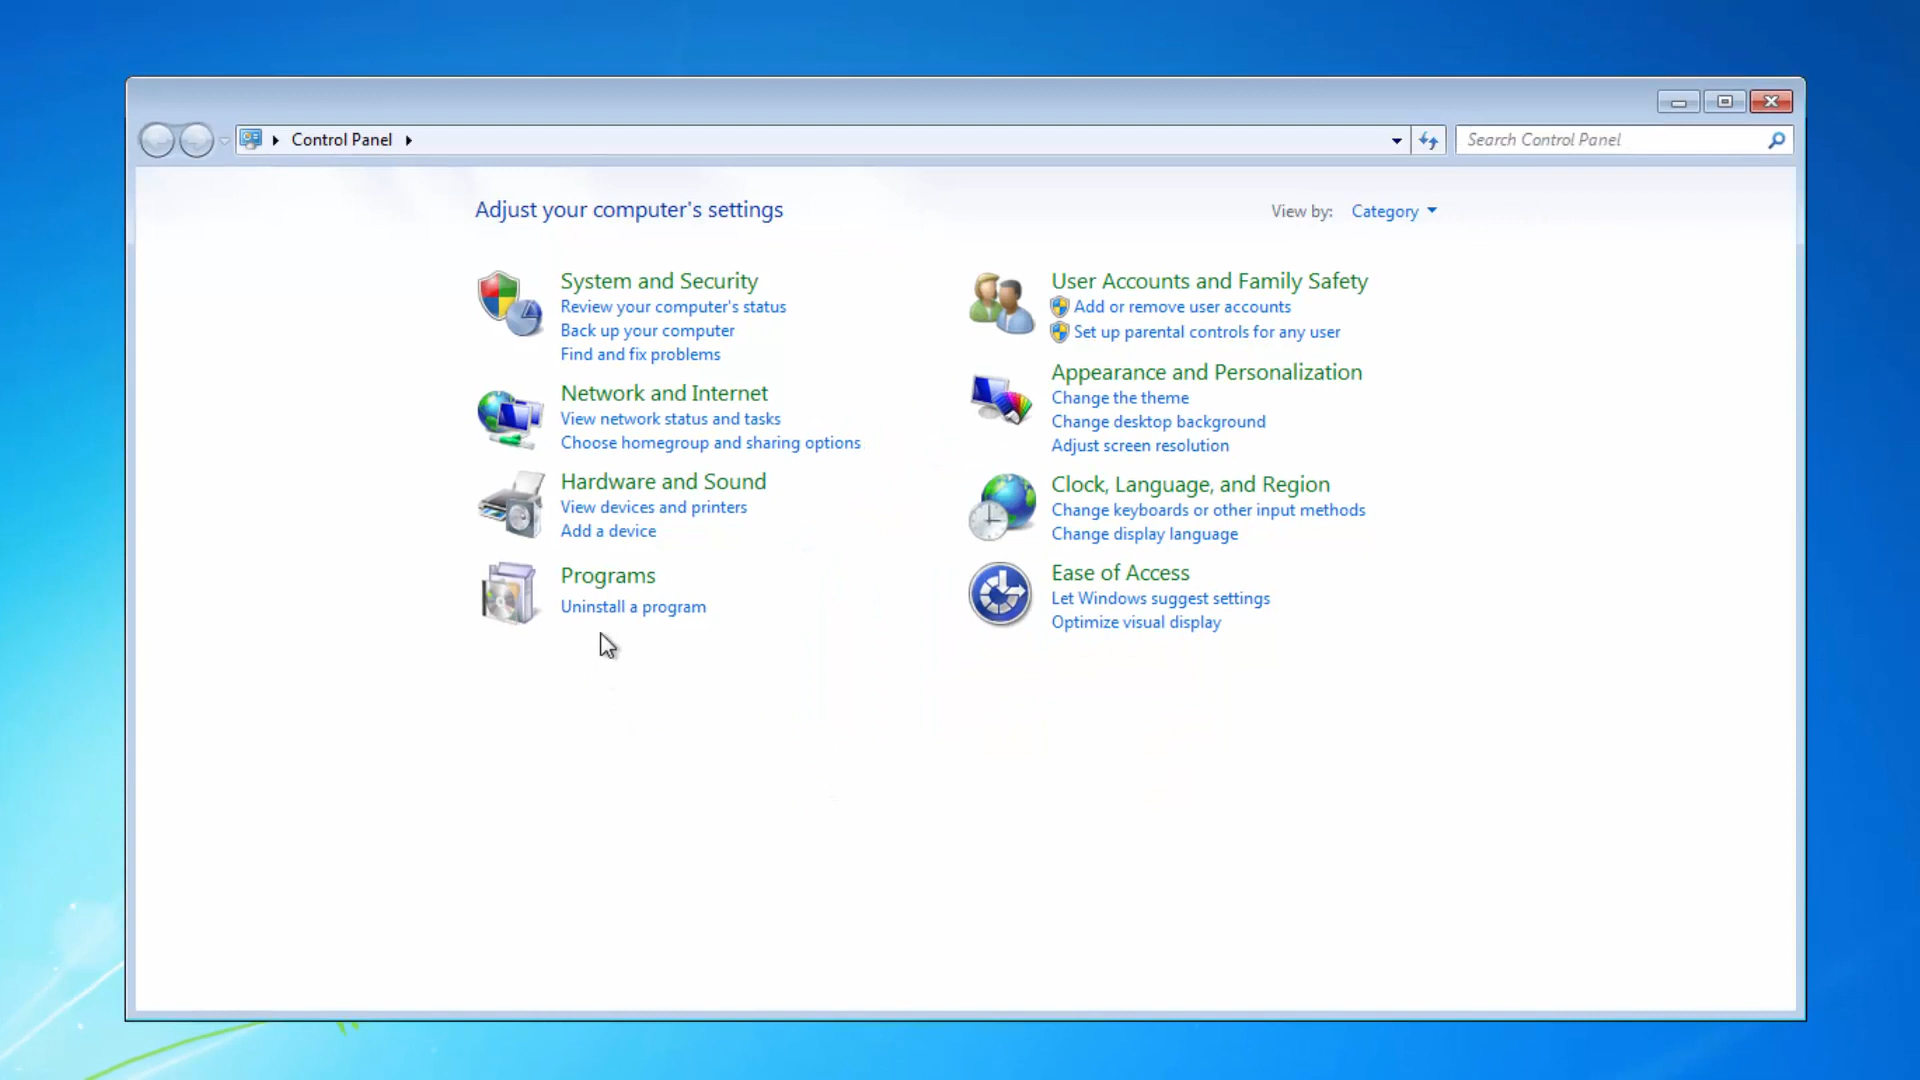 Control Panel
Search Control Panel
Adjust your computer's settings
View by: Category
System and Security
Review your computer's status
Back up your computer
Find and fix problems
Network and Internet
View network status and tasks
Choose homegroup and sharing options
Hardware and Sound
View devices and printers
Add a device
Programs
Uninstall a program
User Accounts and Family Safety
Add or remove user accounts
Set up parental controls for any user
Appearance and Personalization
Change the theme
Change desktop background
Adjust screen resolution
Clock, Language, and Region
Change keyboards or other input methods
Change display language
Ease of Access
Let Windows suggest settings
Optimize visual display